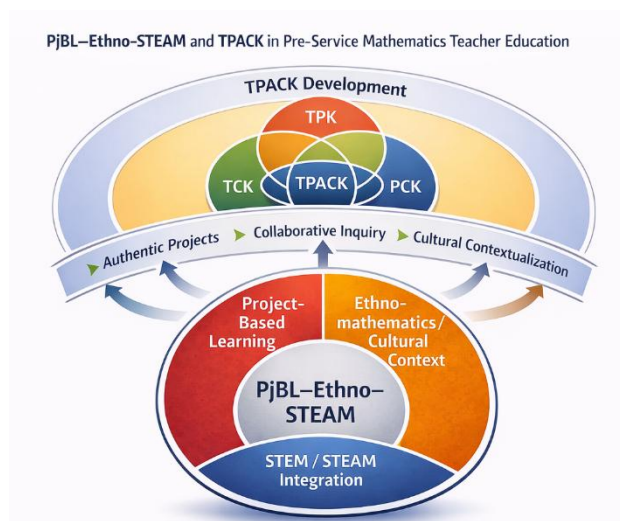 PjBL–Ethno-STEAM and TPACK in Pre-Service Mathematics Teacher Education
TPACK Development
TPK
TCK
TPACK
PCK
Authentic Projects
Collaborative Inquiry
Cultural Contextualization
Project-
Based
Learning
Ethno-
mathematics/
Cultural
Context
PjBL–Ethno–
STEAM
STEM / STEAM
Integration